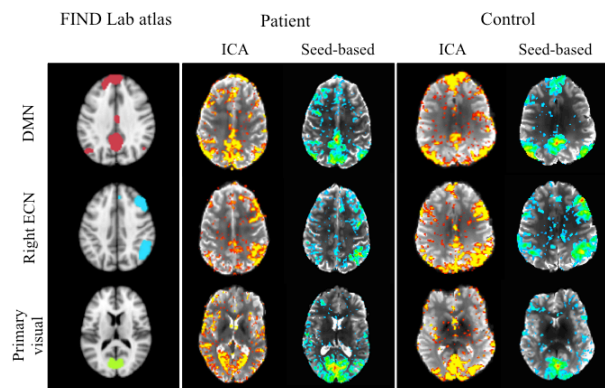 FIND Lab atlas
Patient
Control
ICA
Seed-based
ICA
Seed-based
DMN
Right ECN
Primary
visual